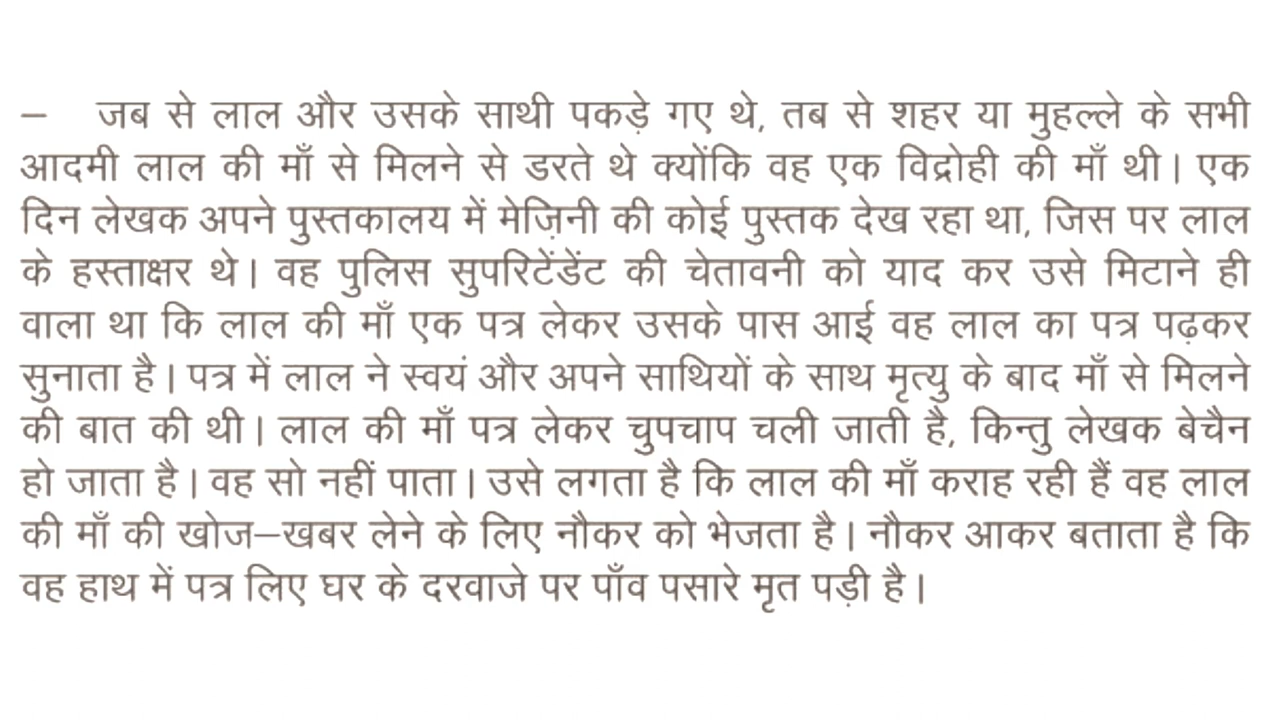 – जब से लाल और उसके साथी पकड़े गए थे, तब से शहर या मुहल्ले के सभी
आदमी लाल की माँ से मिलने से डरते थे क्योंकि वह एक विद्रोही की माँ थी। एक
दिन लेखक अपने पुस्तकालय में मेज़िनी की कोई पुस्तक देख रहा था, जिस पर लाल
के हस्ताक्षर थे। वह पुलिस सुपरिटेंडेंट की चेतावनी को याद कर उसे मिटाने ही
वाला था कि लाल की माँ एक पत्र लेकर उसके पास आई वह लाल का पत्र पढ़कर
सुनाता है। पत्र में लाल ने स्वयं और अपने साथियों के साथ मृत्यु के बाद माँ से मिलने
की बात की थी। लाल की माँ पत्र लेकर चुपचाप चली जाती है, किन्तु लेखक बेचैन
हो जाता है। वह सो नहीं पाता। उसे लगता है कि लाल की माँ कराह रही हैं वह लाल
की माँ की खोज–खबर लेने के लिए नौकर को भेजता है। नौकर आकर बताता है कि
वह हाथ में पत्र लिए घर के दरवाजे पर पाँव पसारे मृत पड़ी है।